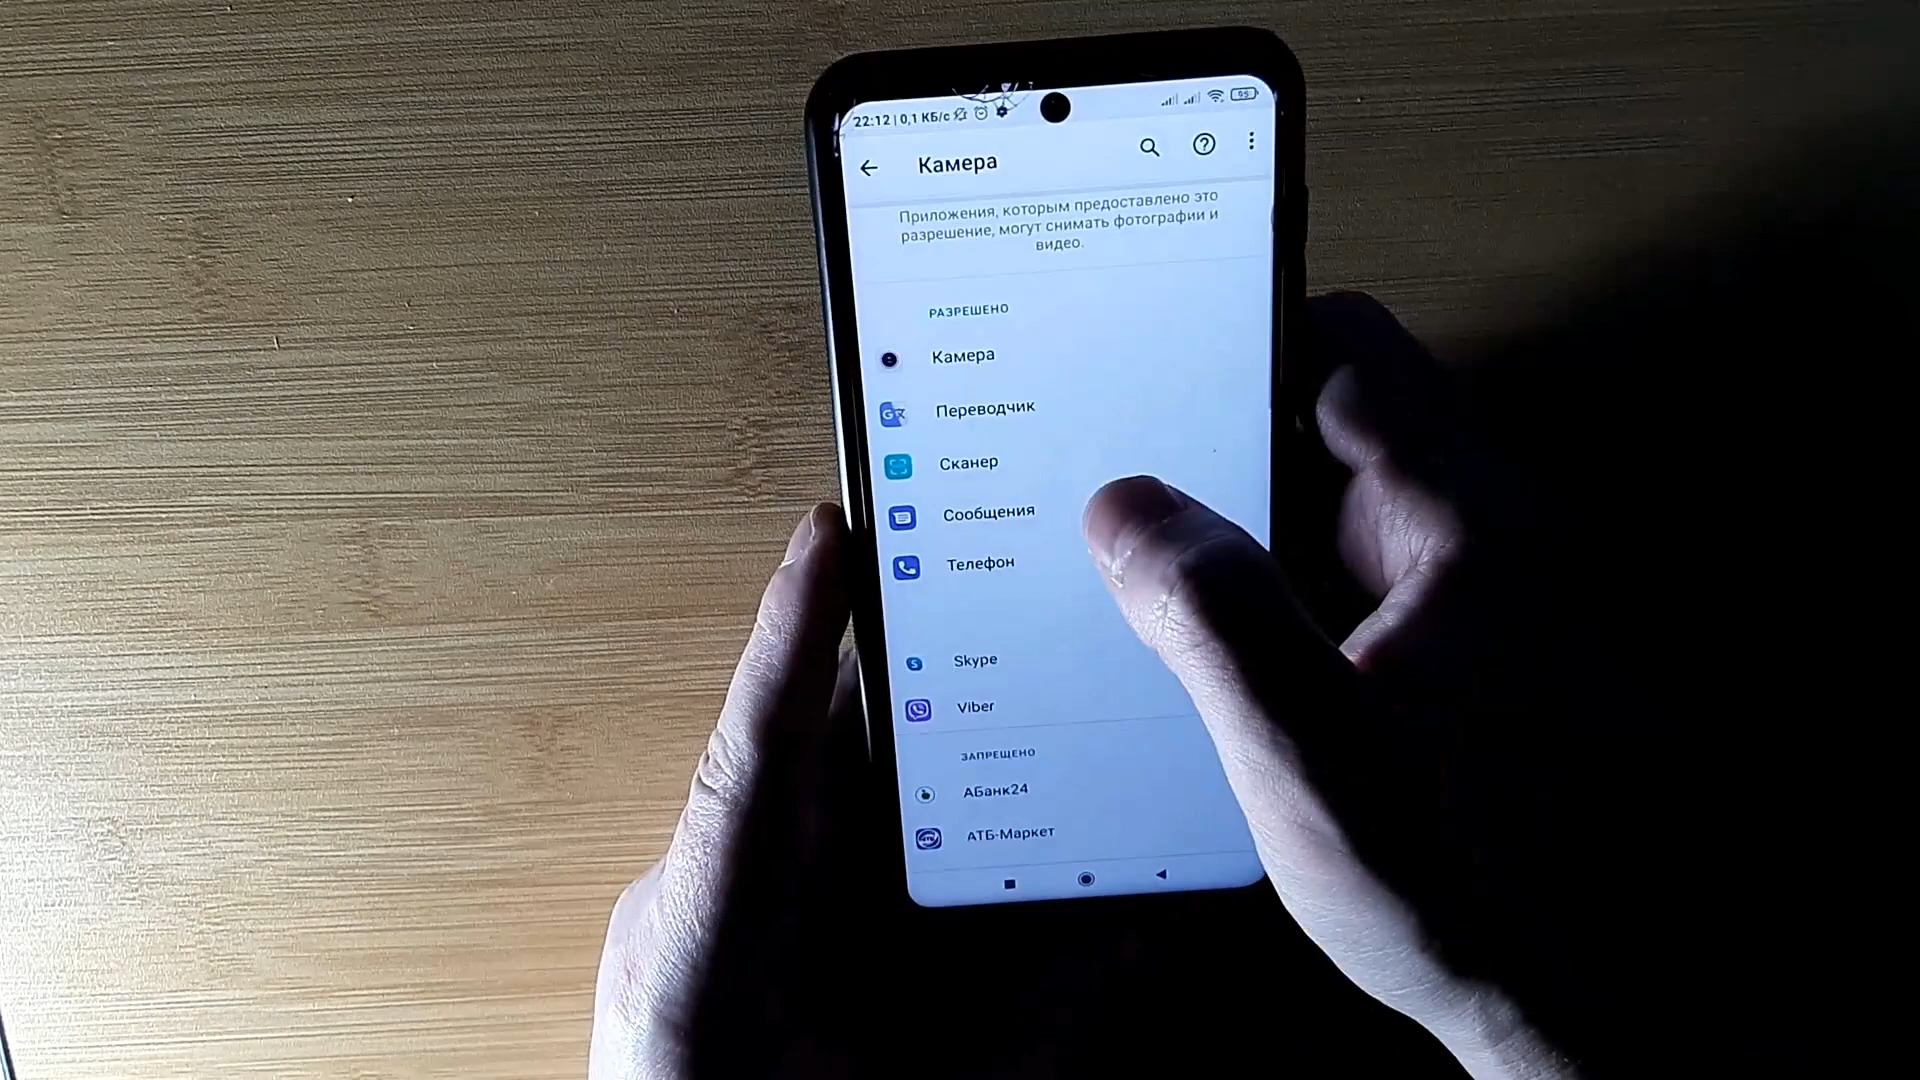 22:12 | 0,1 КБ/с
95
Камера
Приложения, которым предоставлено это
разрешение, могут снимать фотографии и
видео.
РАЗРЕШЕНО
Камера
Переводчик
Сканер
Сообщения
Телефон
Skype
Viber
ЗАПРЕЩЕНО
АБанк24
АТБ-Маркет